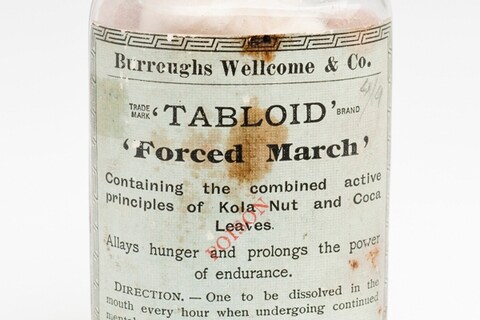 Burroughs Wellcome & Co.
4/9
TRADE MARK 'TABLOID' BRAND
'Forced March'
Containing the combined active
principles of Kola Nut and Coca
Leaves.
POISON
Allays hunger and prolongs the power
of endurance.
DIRECTION. — One to be dissolved in the
mouth every hour when undergoing continued